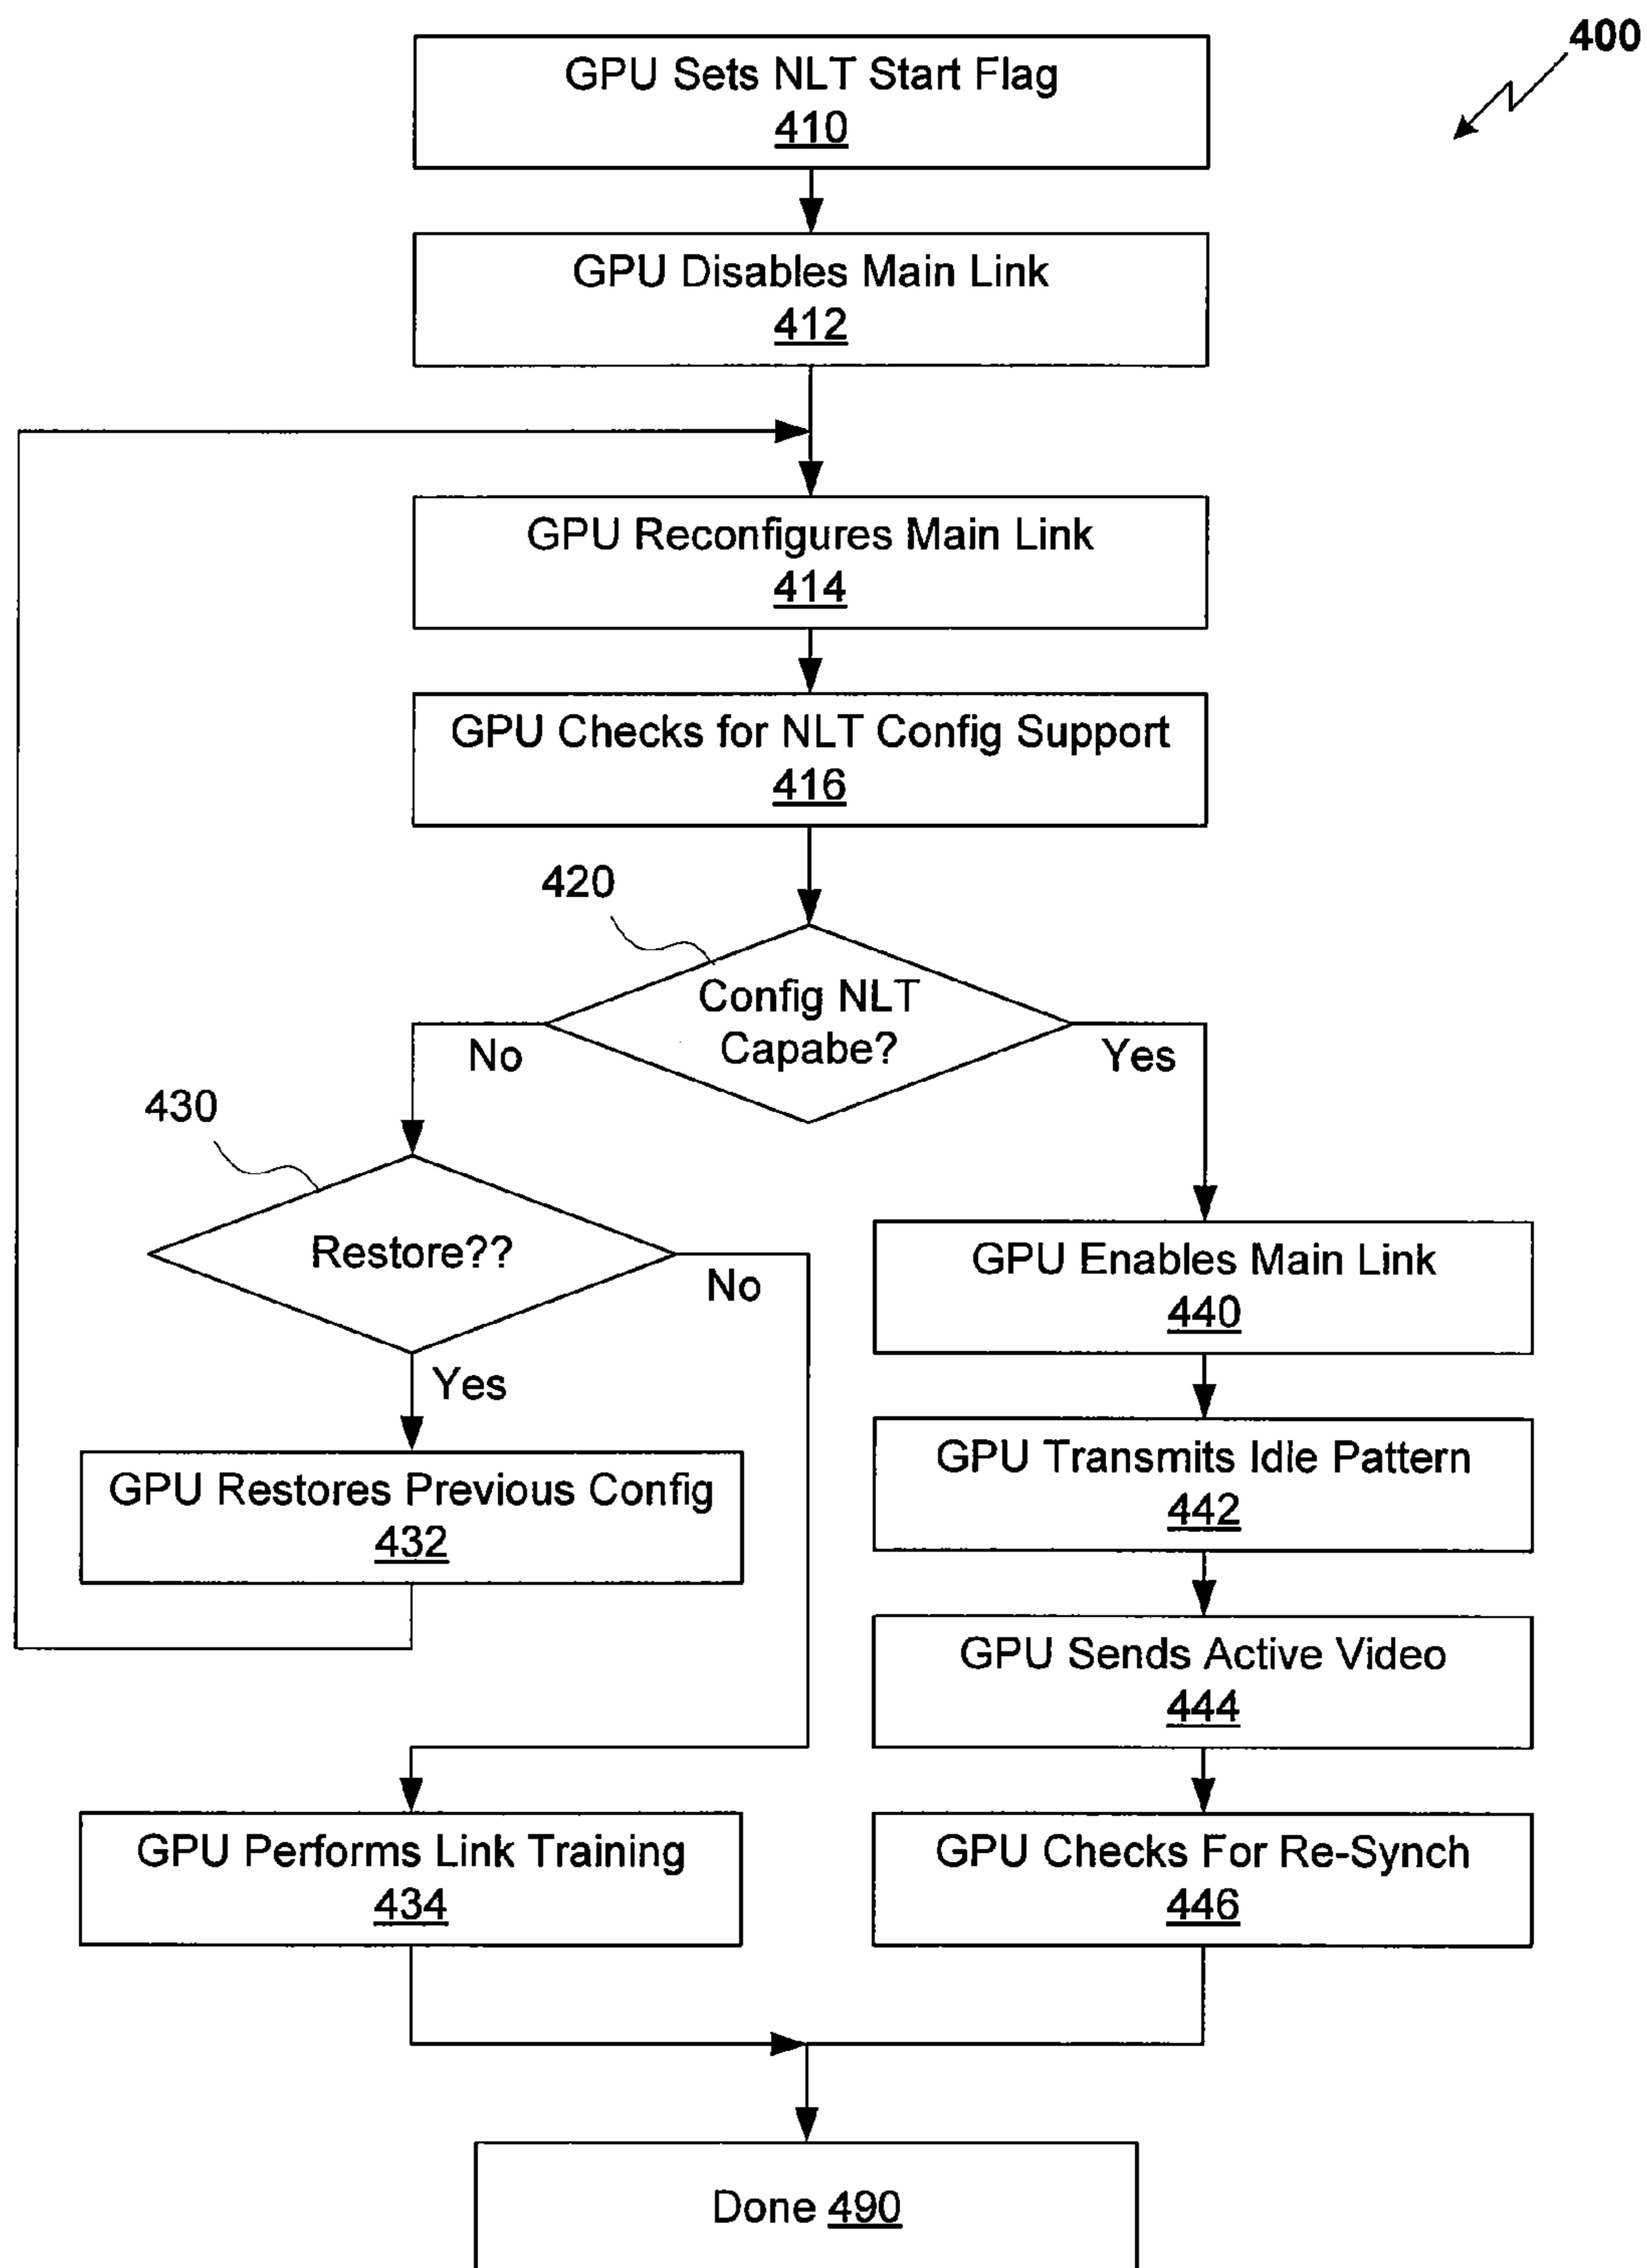 400
GPU Sets NLT Start Flag
410
GPU Disables Main Link
412
GPU Reconfigures Main Link
414
GPU Checks for NLT Config Support
416
420
Config NLT
Capabe?
No
Yes
430
Restore??
No
Yes
GPU Restores Previous Config
432
GPU Performs Link Training
434
GPU Enables Main Link
440
GPU Transmits Idle Pattern
442
GPU Sends Active Video
444
GPU Checks For Re-Synch
446
Done 490